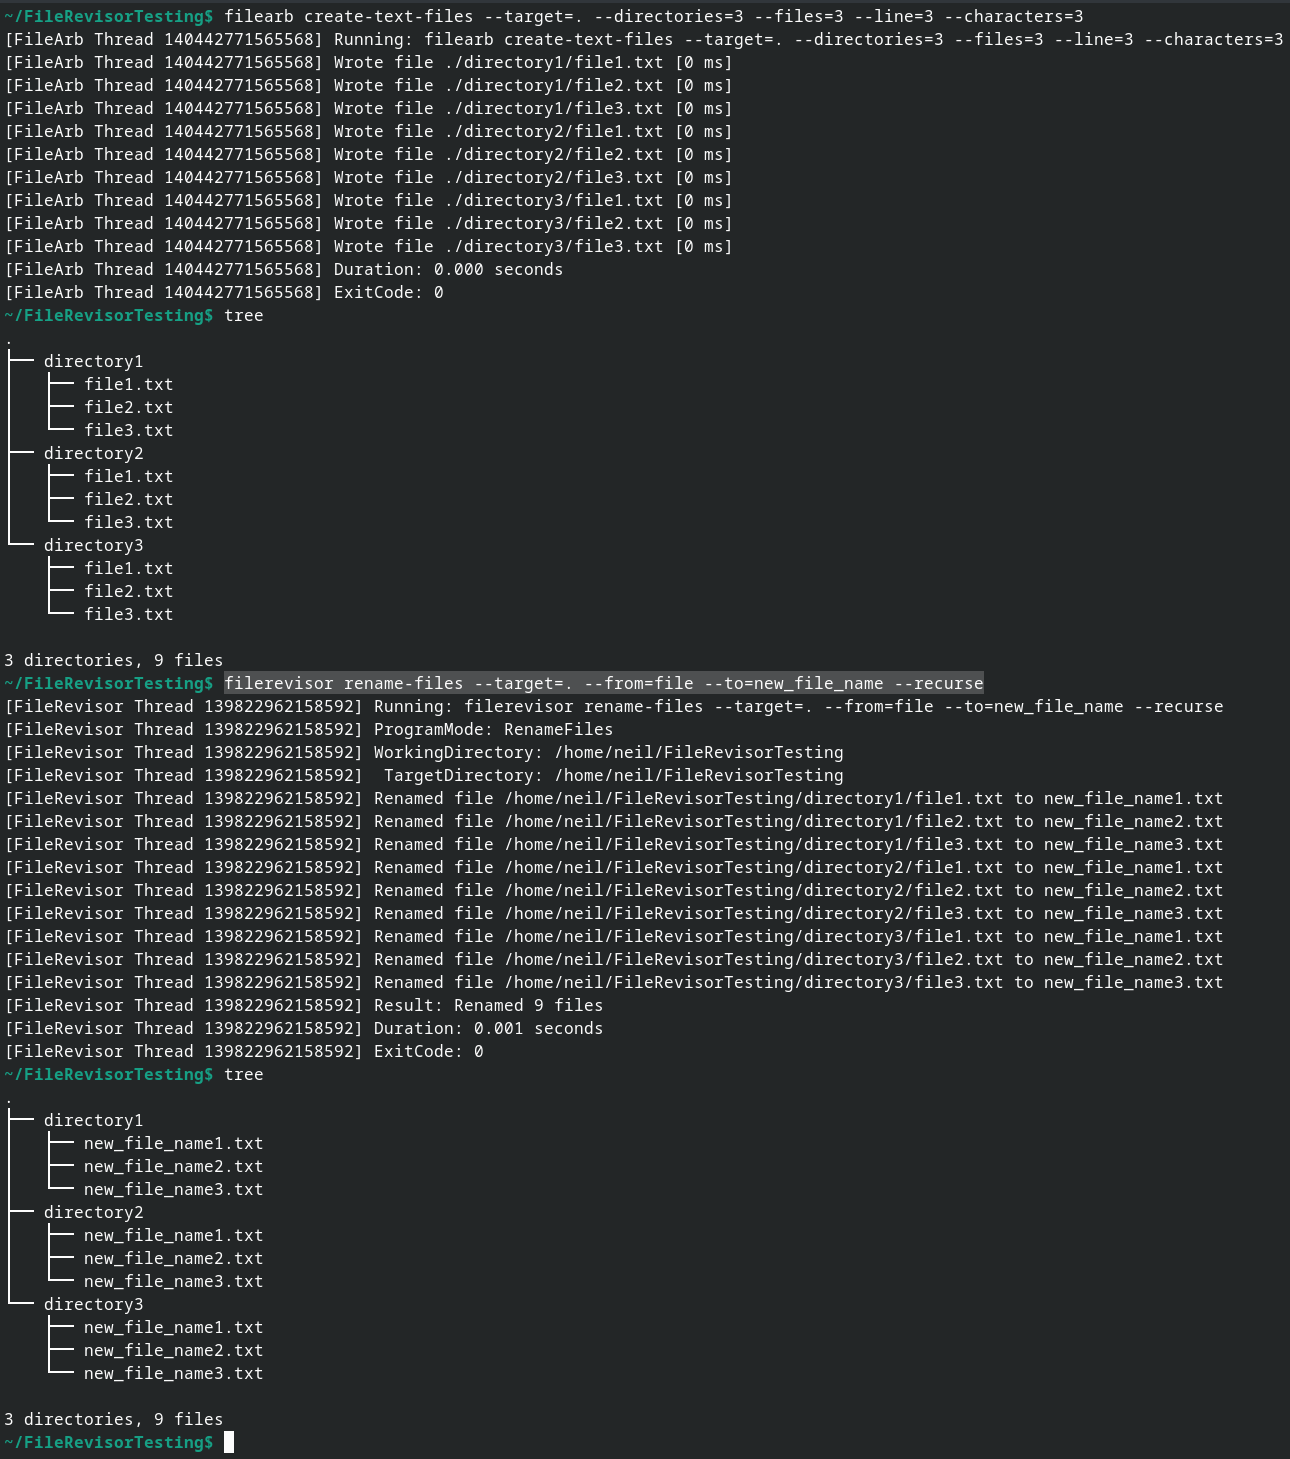 ~/FileRevisorTesting$ filearb create-text-files --target=. --directories=3 --files=3 --line=3 --characters=3
[FileArb Thread 140442771565568] Running: filearb create-text-files --target=. --directories=3 --files=3 --line=3 --characters=3
[FileArb Thread 140442771565568] Wrote file ./directory1/file1.txt [0 ms]
[FileArb Thread 140442771565568] Wrote file ./directory1/file2.txt [0 ms]
[FileArb Thread 140442771565568] Wrote file ./directory1/file3.txt [0 ms]
[FileArb Thread 140442771565568] Wrote file ./directory2/file1.txt [0 ms]
[FileArb Thread 140442771565568] Wrote file ./directory2/file2.txt [0 ms]
[FileArb Thread 140442771565568] Wrote file ./directory2/file3.txt [0 ms]
[FileArb Thread 140442771565568] Wrote file ./directory3/file1.txt [0 ms]
[FileArb Thread 140442771565568] Wrote file ./directory3/file2.txt [0 ms]
[FileArb Thread 140442771565568] Wrote file ./directory3/file3.txt [0 ms]
[FileArb Thread 140442771565568] Duration: 0.000 seconds
[FileArb Thread 140442771565568] ExitCode: 0
~/FileRevisorTesting$ tree
.
├── directory1
│   ├── file1.txt
│   ├── file2.txt
│   └── file3.txt
├── directory2
│   ├── file1.txt
│   ├── file2.txt
│   └── file3.txt
└── directory3
    ├── file1.txt
    ├── file2.txt
    └── file3.txt

3 directories, 9 files
~/FileRevisorTesting$ filerevisor rename-files --target=. --from=file --to=new_file_name --recurse
[FileRevisor Thread 139822962158592] Running: filerevisor rename-files --target=. --from=file --to=new_file_name --recurse
[FileRevisor Thread 139822962158592] ProgramMode: RenameFiles
[FileRevisor Thread 139822962158592] WorkingDirectory: /home/neil/FileRevisorTesting
[FileRevisor Thread 139822962158592]  TargetDirectory: /home/neil/FileRevisorTesting
[FileRevisor Thread 139822962158592] Renamed file /home/neil/FileRevisorTesting/directory1/file1.txt to new_file_name1.txt
[FileRevisor Thread 139822962158592] Renamed file /home/neil/FileRevisorTesting/directory1/file2.txt to new_file_name2.txt
[FileRevisor Thread 139822962158592] Renamed file /home/neil/FileRevisorTesting/directory1/file3.txt to new_file_name3.txt
[FileRevisor Thread 139822962158592] Renamed file /home/neil/FileRevisorTesting/directory2/file1.txt to new_file_name1.txt
[FileRevisor Thread 139822962158592] Renamed file /home/neil/FileRevisorTesting/directory2/file2.txt to new_file_name2.txt
[FileRevisor Thread 139822962158592] Renamed file /home/neil/FileRevisorTesting/directory2/file3.txt to new_file_name3.txt
[FileRevisor Thread 139822962158592] Renamed file /home/neil/FileRevisorTesting/directory3/file1.txt to new_file_name1.txt
[FileRevisor Thread 139822962158592] Renamed file /home/neil/FileRevisorTesting/directory3/file2.txt to new_file_name2.txt
[FileRevisor Thread 139822962158592] Renamed file /home/neil/FileRevisorTesting/directory3/file3.txt to new_file_name3.txt
[FileRevisor Thread 139822962158592] Result: Renamed 9 files
[FileRevisor Thread 139822962158592] Duration: 0.001 seconds
[FileRevisor Thread 139822962158592] ExitCode: 0
~/FileRevisorTesting$ tree
.
├── directory1
│   ├── new_file_name1.txt
│   ├── new_file_name2.txt
│   └── new_file_name3.txt
├── directory2
│   ├── new_file_name1.txt
│   ├── new_file_name2.txt
│   └── new_file_name3.txt
└── directory3
    ├── new_file_name1.txt
    ├── new_file_name2.txt
    └── new_file_name3.txt

3 directories, 9 files
~/FileRevisorTesting$